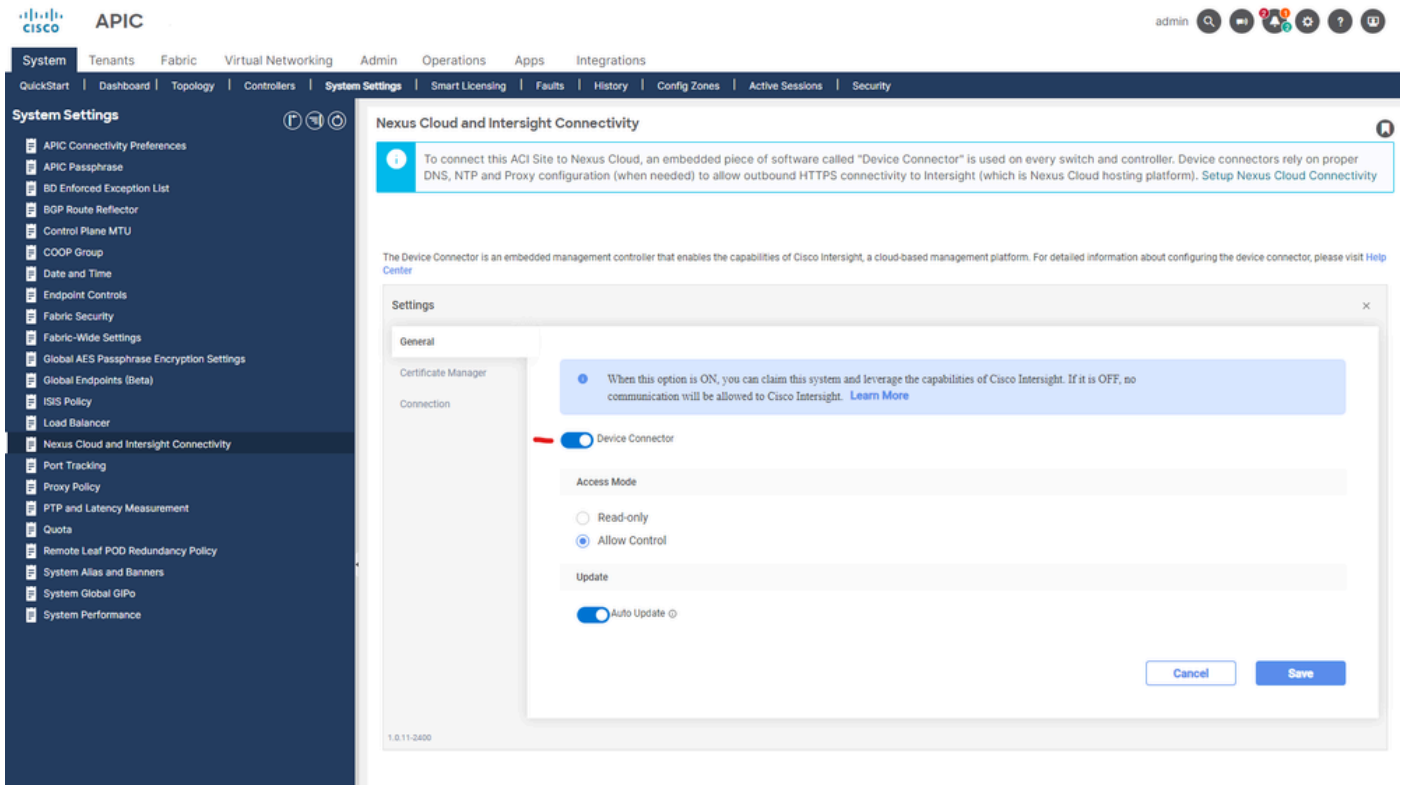 CISCO
APIC
admin
2
1
2
System
Tenants
Fabric
Virtual Networking
Admin
Operations
Apps
Integrations
QuickStart | Dashboard | Topology | Controllers | System Settings | Smart Licensing | Faults | History | Config Zones | Active Sessions | Security
System Settings
APIC Connectivity Preferences
APIC Passphrase
BD Enforced Exception List
BGP Route Reflector
Control Plane MTU
COOP Group
Date and Time
Endpoint Controls
Fabric Security
Fabric-Wide Settings
Global AES Passphrase Encryption Settings
Global Endpoints (Beta)
ISIS Policy
Load Balancer
Nexus Cloud and Intersight Connectivity
Port Tracking
Proxy Policy
PTP and Latency Measurement
Quota
Remote Leaf POD Redundancy Policy
System Alias and Banners
System Global GIPo
System Performance
Nexus Cloud and Intersight Connectivity
To connect this ACI Site to Nexus Cloud, an embedded piece of software called "Device Connector" is used on every switch and controller. Device connectors rely on proper
DNS, NTP and Proxy configuration (when needed) to allow outbound HTTPS connectivity to Intersight (which is Nexus Cloud hosting platform). Setup Nexus Cloud Connectivity
The Device Connector is an embedded management controller that enables the capabilities of Cisco Intersight, a cloud-based management platform. For detailed information about configuring the device connector, please visit Help
Center
Settings
General
Certificate Manager
Connection
When this option is ON, you can claim this system and leverage the capabilities of Cisco Intersight. If it is OFF, no
communication will be allowed to Cisco Intersight. Learn More
Device Connector
Access Mode
Read-only
Allow Control
Update
Auto Update
Cancel
Save
1.0.11-2400